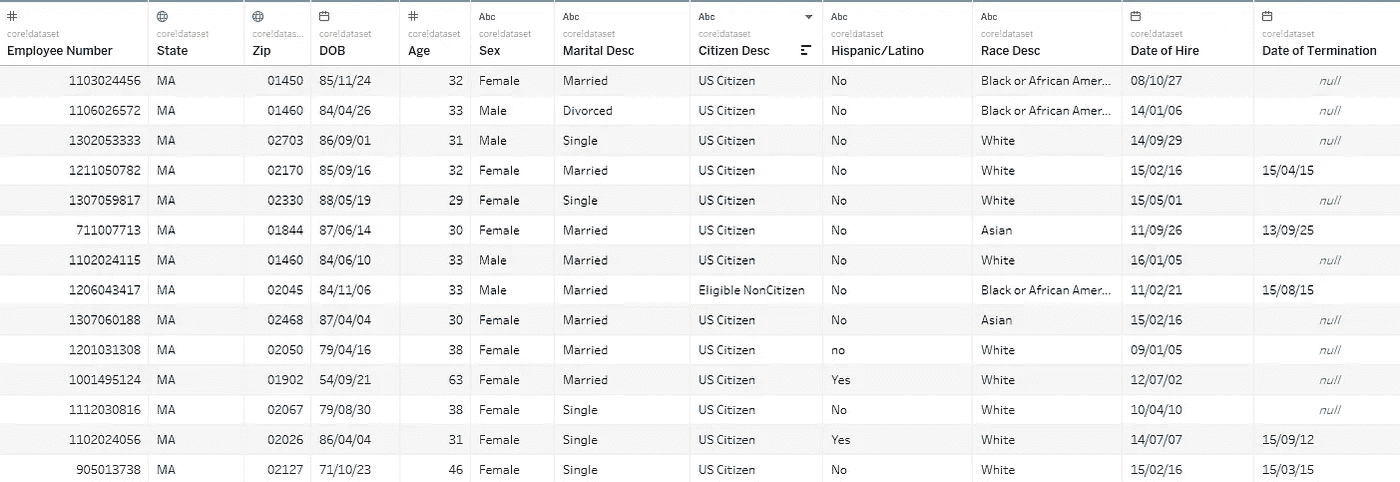 # Abc Abc Abc Abc Abc
core!dataset core!dataset core!datas... core!dataset core!dataset core!dataset core!dataset core!dataset core!dataset core!dataset core!dataset core!dataset
Employee Number State Zip DOB Age Sex Marital Desc Citizen Desc Hispanic/Latino Race Desc Date of Hire Date of Termination
1103024456 MA 01450 85/11/24 32 Female Married US Citizen No Black or African Amer... 08/10/27 null
1106026572 MA 01460 84/04/26 33 Male Divorced US Citizen No Black or African Amer... 14/01/06 null
1302053333 MA 02703 86/09/01 31 Male Single US Citizen No White 14/09/29 null
1211050782 MA 02170 85/09/16 32 Female Married US Citizen No White 15/02/16 15/04/15
1307059817 MA 02330 88/05/19 29 Female Single US Citizen No White 15/05/01 null
711007713 MA 01844 87/06/14 30 Female Married US Citizen No Asian 11/09/26 13/09/25
1102024115 MA 01460 84/06/10 33 Male Married US Citizen No White 16/01/05 null
1206043417 MA 02045 84/11/06 33 Male Married Eligible NonCitizen No Black or African Amer... 11/02/21 15/08/15
1307060188 MA 02468 87/04/04 30 Female Married US Citizen No Asian 15/02/16 null
1201031308 MA 02050 79/04/16 38 Female Married US Citizen no White 09/01/05 null
1001495124 MA 01902 54/09/21 63 Female Married US Citizen Yes White 12/07/02 null
1112030816 MA 02067 79/08/30 38 Female Single US Citizen No White 10/04/10 null
1102024056 MA 02026 86/04/04 31 Female Single US Citizen Yes White 14/07/07 15/09/12
905013738 MA 02127 71/10/23 46 Female Single US Citizen No White 15/02/16 15/03/15